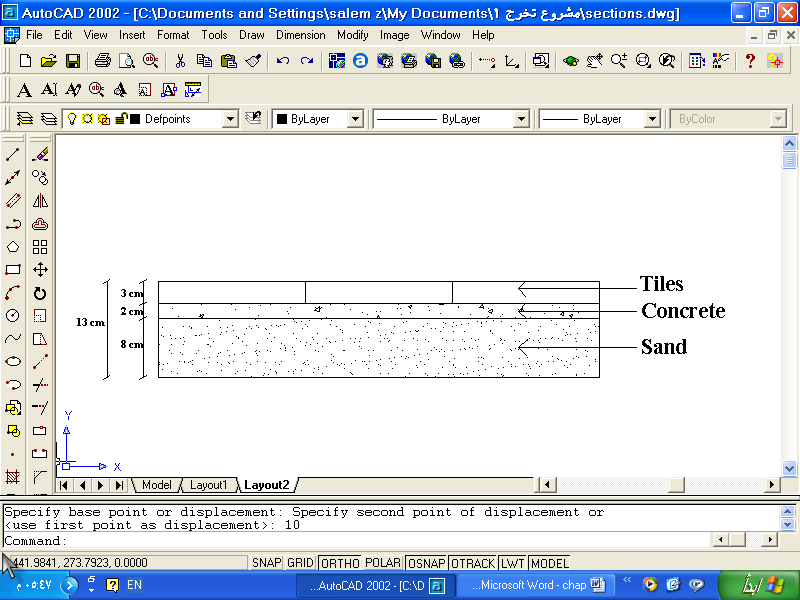 AutoCAD 2002 - [C:\Documents and Settings\salem z\My Documents\مشروع تخرج ١\sections.dwg]
File Edit View Insert Format Tools Draw Dimension Modify Image Window Help
Defpoints ByLayer ByLayer ByLayer ByColor
3 cm
2 cm
13 cm
8 cm
Tiles
Concrete
Sand
Y
X
Model Layout1 Layout2
Specify base point or displacement: Specify second point of displacement or
<use first point as displacement>: 10
Command:
441.9841, 273.7923, 0.0000 SNAP GRID ORTHO POLAR OSNAP OTRACK LWT MODEL
٠٥:٤٧ م EN ...AutoCAD 2002 - [C:\D ...Microsoft Word - chap ابدأ